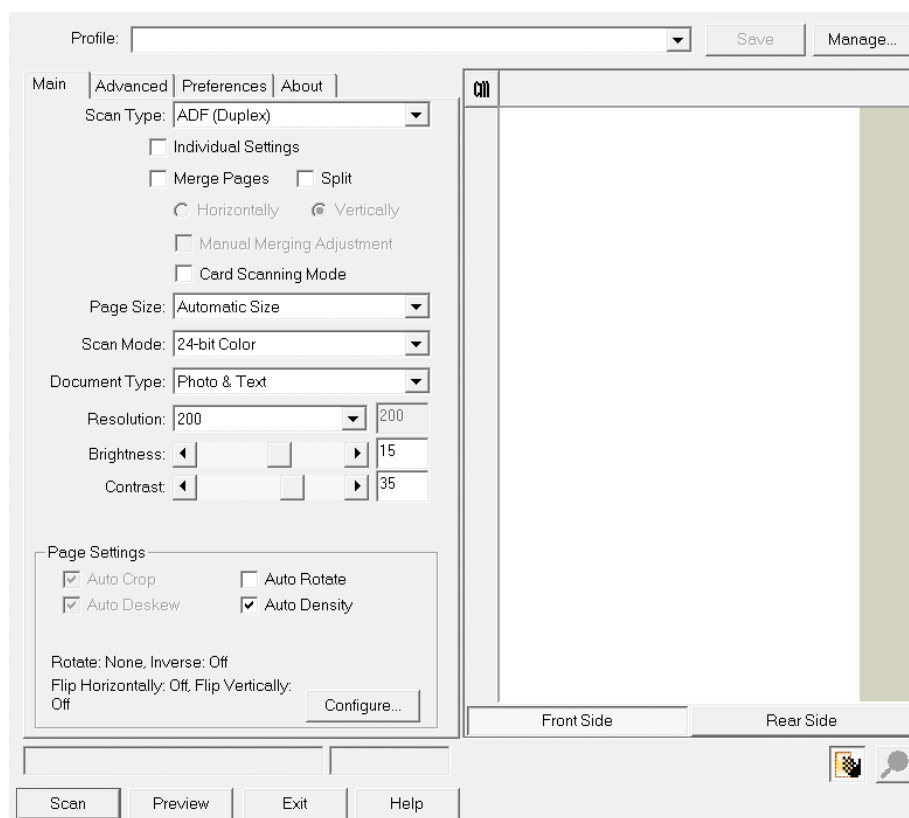 Profile: Save Manage...
Main Advanced Preferences About cm
Scan Type: ADF (Duplex)
Individual Settings
Merge Pages Split
Horizontally Vertically
Manual Merging Adjustment
Card Scanning Mode
Page Size: Automatic Size
Scan Mode: 24-bit Color
Document Type: Photo & Text
Resolution: 200 200
Brightness: 15
Contrast: 35
Page Settings
Auto Crop Auto Rotate
Auto Deskew Auto Density
Rotate: None, Inverse: Off
Flip Horizontally: Off, Flip Vertically:
Off
Configure...
Front Side Rear Side
Scan Preview Exit Help